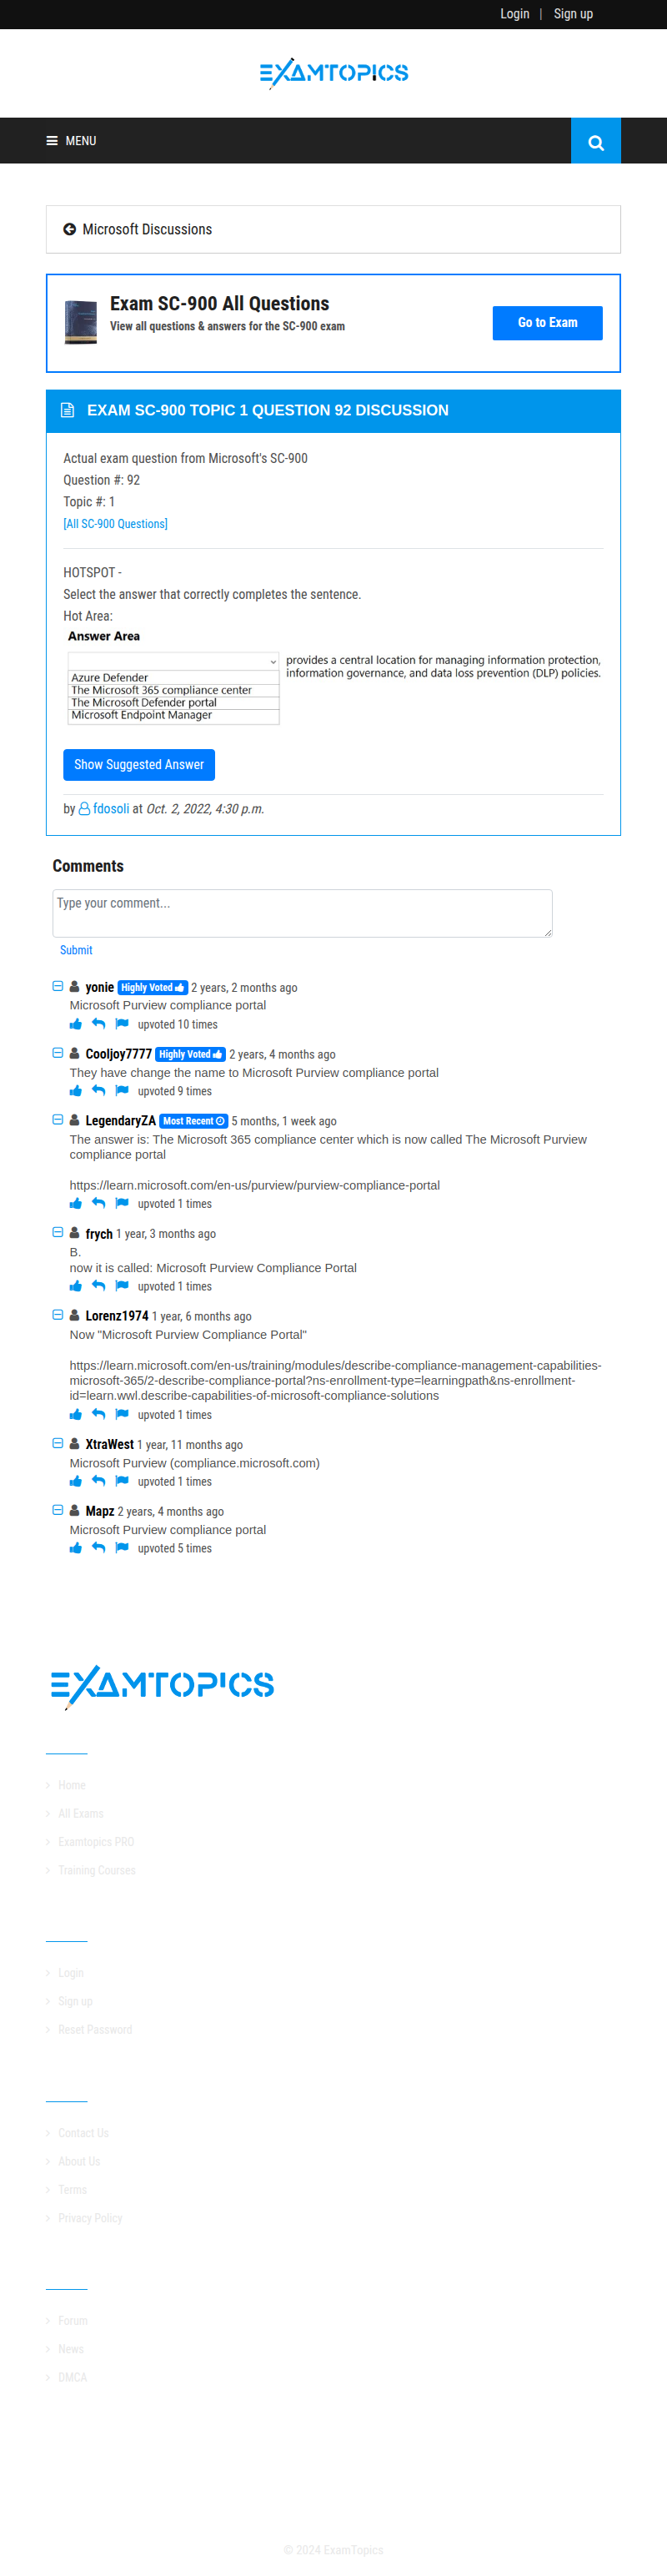 Login | Sign up
EXAMTOPICS
MENU
Microsoft Discussions
Exam SC-900 All Questions
View all questions & answers for the SC-900 exam
Go to Exam
EXAM SC-900 TOPIC 1 QUESTION 92 DISCUSSION
Actual exam question from Microsoft's SC-900
Question #: 92
Topic #: 1
[All SC-900 Questions]
HOTSPOT -
Select the answer that correctly completes the sentence.
Hot Area:
Answer Area
provides a central location for managing information protection,
information governance, and data loss prevention (DLP) policies.
Azure Defender
The Microsoft 365 compliance center
The Microsoft Defender portal
Microsoft Endpoint Manager
Show Suggested Answer
by fdosoli at Oct. 2, 2022, 4:30 p.m.
Comments
Type your comment...
Submit
yonie Highly Voted 2 years, 2 months ago
Microsoft Purview compliance portal
upvoted 10 times
Cooljoy7777 Highly Voted 2 years, 4 months ago
They have change the name to Microsoft Purview compliance portal
upvoted 9 times
LegendaryZA Most Recent 5 months, 1 week ago
The answer is: The Microsoft 365 compliance center which is now called The Microsoft Purview
compliance portal
https://learn.microsoft.com/en-us/purview/purview-compliance-portal
upvoted 1 times
frych 1 year, 3 months ago
B.
now it is called: Microsoft Purview Compliance Portal
upvoted 1 times
Lorenz1974 1 year, 6 months ago
Now "Microsoft Purview Compliance Portal"
https://learn.microsoft.com/en-us/training/modules/describe-compliance-management-capabilities-
microsoft-365/2-describe-compliance-portal?ns-enrollment-type=learningpath&ns-enrollment-
id=learn.wwl.describe-capabilities-of-microsoft-compliance-solutions
upvoted 1 times
XtraWest 1 year, 11 months ago
Microsoft Purview (compliance.microsoft.com)
upvoted 1 times
Mapz 2 years, 4 months ago
Microsoft Purview compliance portal
upvoted 5 times
EXAMTOPICS
Home
All Exams
Examtopics PRO
Training Courses
Login
Sign up
Reset Password
Contact Us
About Us
Terms
Privacy Policy
Forum
News
DMCA
© 2024 ExamTopics